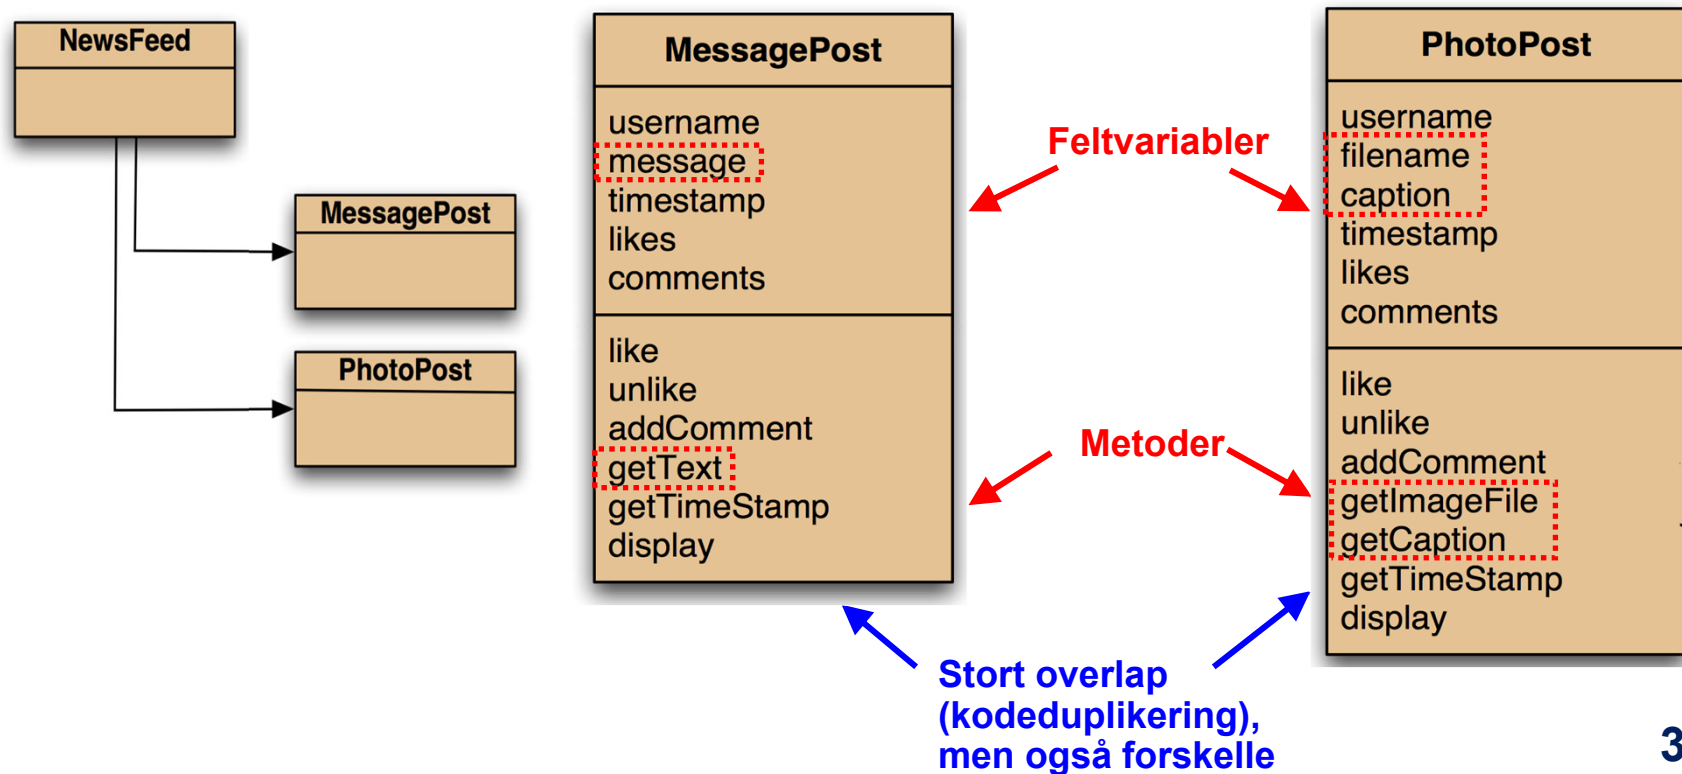 NewsFeed
MessagePost
PhotoPost
MessagePost
username
message
timestamp
likes
comments
like
unlike
addComment
getText
getTimeStamp
display
Feltvariabler
Metoder
Stort overlap
(kodeduplikering),
men også forskelle
PhotoPost
username
filename
caption
timestamp
likes
comments
like
unlike
addComment
getImageFile
getCaption
getTimeStamp
display
3